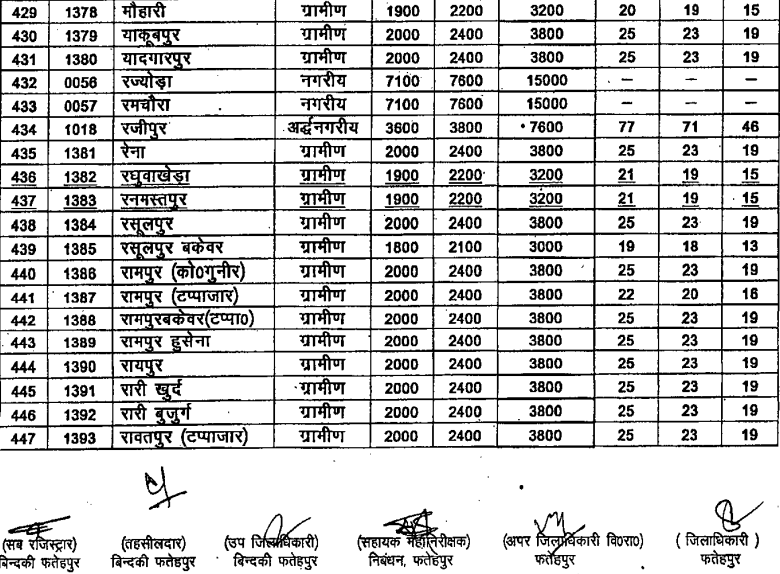 429 1378 मौहारी ग्रामीण 1900 2200 3200 20 19 15
430 1379 याकूबपुर ग्रामीण 2000 2400 3800 25 23 19
431 1380 यादगारपुर ग्रामीण 2000 2400 3800 25 23 19
432 0056 रज्योड़ा नगरीय 7100 7600 15000 – – –
433 0057 रमचौरा नगरीय 7100 7600 15000 – – –
434 1018 रजीपुर अर्द्धनगरीय 3600 3800 7600 77 71 46
435 1381 रेना ग्रामीण 2000 2400 3800 25 23 19
436 1382 रघुवाखेड़ा ग्रामीण 1900 2200 3200 21 19 15
437 1383 रनमस्तपुर ग्रामीण 1900 2200 3200 21 19 15
438 1384 रसूलपुर ग्रामीण 2000 2400 3800 25 23 19
439 1385 रसूलपुर बकेवर ग्रामीण 1800 2100 3000 19 18 13
440 1386 रामपुर (को0गुनीर) ग्रामीण 2000 2400 3800 25 23 19
441 1387 रामपुर (टप्पाजार) ग्रामीण 2000 2400 3800 22 20 16
442 1388 रामपुरबकेवर(टप्पा0) ग्रामीण 2000 2400 3800 25 23 19
443 1389 रामपुर हुसेना ग्रामीण 2000 2400 3800 25 23 19
444 1390 रायपुर ग्रामीण 2000 2400 3800 25 23 19
445 1391 रारी खुर्द ग्रामीण 2000 2400 3800 25 23 19
446 1392 रारी बुजुर्ग ग्रामीण 2000 2400 3800 25 23 19
447 1393 रावतपुर (टप्पाजार) ग्रामीण 2000 2400 3800 25 23 19
(सब रजिस्ट्रार) (तहसीलदार) (उप जिलाधिकारी) (सहायक महानिरीक्षक) (अपर जिलाधिकारी वि0रा0) ( जिलाधिकारी )
बिन्दकी फतेहपुर बिन्दकी फतेहपुर बिन्दकी फतेहपुर निबंधन, फतेहपुर फतेहपुर फतेहपुर